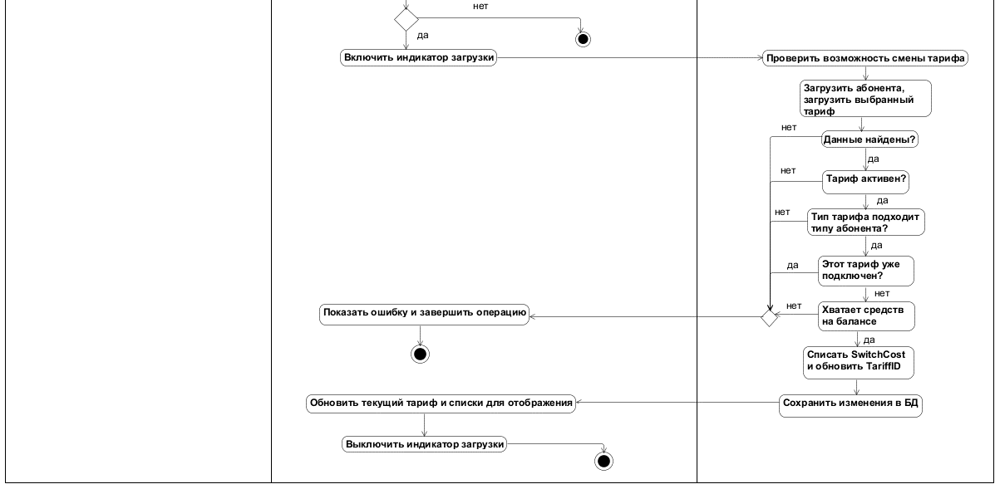 нет
да
Включить индикатор загрузки
Проверить возможность смены тарифа
Загрузить абонента,
загрузить выбранный
тариф
нет
Данные найдены?
да
нет
Тариф активен?
да
нет
Тип тарифа подходит
типу абонента?
да
да
Этот тариф уже
подключен?
нет
нет
Хватает средств
на балансе
Показать ошибку и завершить операцию
да
Списать SwitchCost
и обновить TariffID
Обновить текущий тариф и списки для отображения
Сохранить изменения в БД
Выключить индикатор загрузки